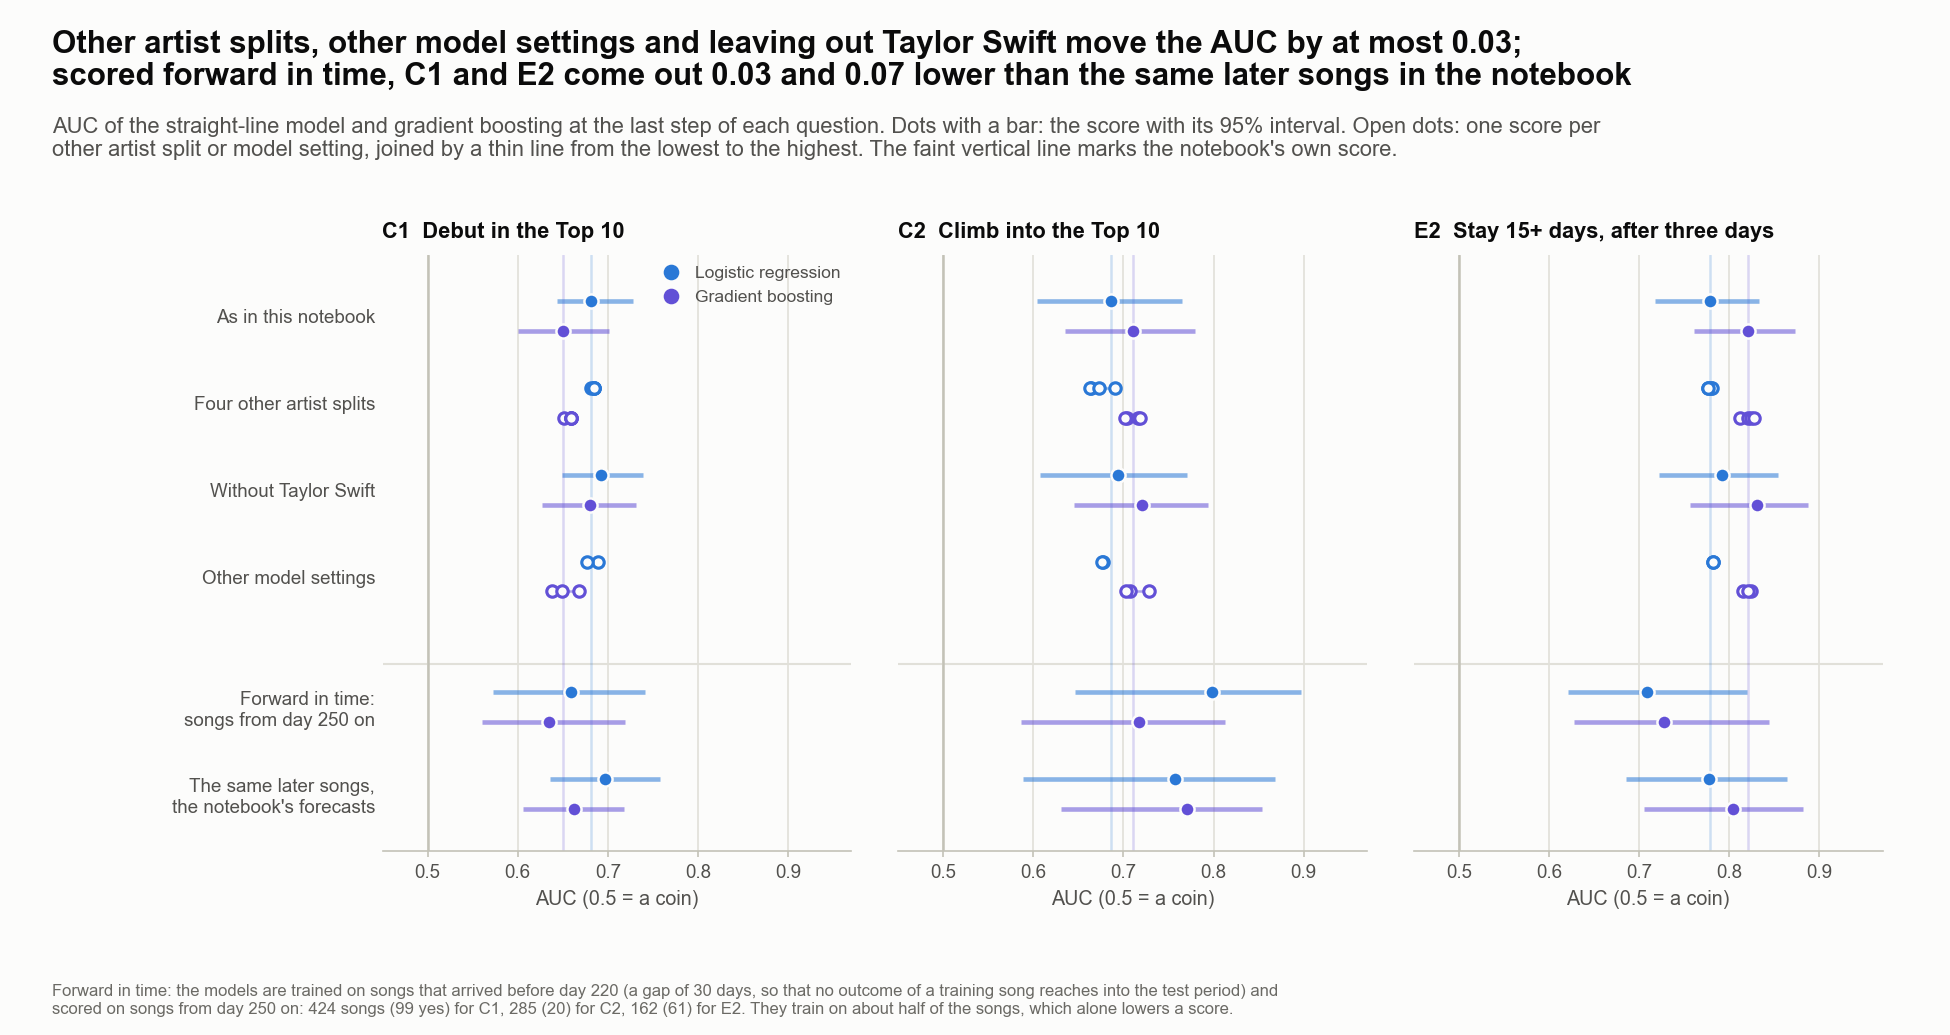 Other artist splits, other model settings and leaving out Taylor Swift move the AUC by at most 0.03;
scored forward in time, C1 and E2 come out 0.03 and 0.07 lower than the same later songs in the notebook
AUC of the straight-line model and gradient boosting at the last step of each question. Dots with a bar: the score with its 95% interval. Open dots: one score per
other artist split or model setting, joined by a thin line from the lowest to the highest. The faint vertical line marks the notebook's own score.
C1 Debut in the Top 10
C2 Climb into the Top 10
E2 Stay 15+ days, after three days
Logistic regression
Gradient boosting
As in this notebook
Four other artist splits
Without Taylor Swift
Other model settings
Forward in time:
songs from day 250 on
The same later songs,
the notebook's forecasts
0.5 0.6 0.7 0.8 0.9
0.5 0.6 0.7 0.8 0.9
0.5 0.6 0.7 0.8 0.9
AUC (0.5 = a coin)
AUC (0.5 = a coin)
AUC (0.5 = a coin)
Forward in time: the models are trained on songs that arrived before day 220 (a gap of 30 days, so that no outcome of a training song reaches into the test period) and
scored on songs from day 250 on: 424 songs (99 yes) for C1, 285 (20) for C2, 162 (61) for E2. They train on about half of the songs, which alone lowers a score.